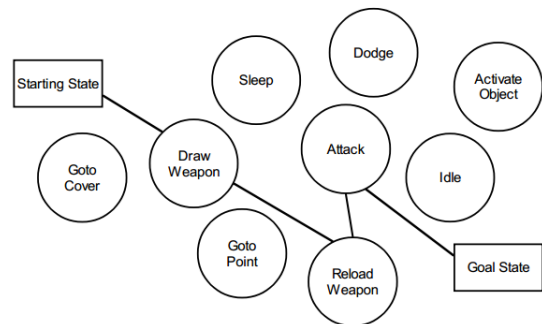 Dodge
Sleep
Starting State
Activate
Object
Attack
Draw
Weapon
Goto
Cover
Idle
Goto
Point
Goal State
Reload
Weapon